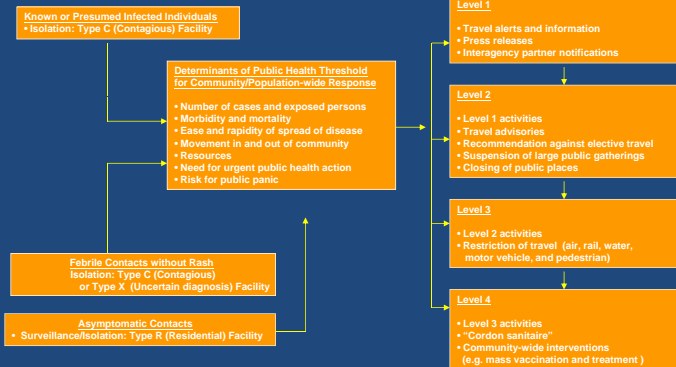 Known or Presumed Infected Individuals
• Isolation: Type C (Contagious) Facility
Determinants of Public Health Threshold
for Community/Population-wide Response
• Number of cases and exposed persons
• Morbidity and mortality
• Ease and rapidity of spread of disease
• Movement in and out of community
• Resources
• Need for urgent public health action
• Risk for public panic
Febrile Contacts without Rash
Isolation: Type C (Contagious)
or Type X (Uncertain diagnosis) Facility
Asymptomatic Contacts
• Surveillance/Isolation: Type R (Residential) Facility
Level 1
• Travel alerts and information
• Press releases
• Interagency partner notifications
Level 2
• Level 1 activities
• Travel advisories
• Recommendation against elective travel
• Suspension of large public gatherings
• Closing of public places
Level 3
• Level 2 activities
• Restriction of travel (air, rail, water,
motor vehicle, and pedestrian)
Level 4
• Level 3 activities
• “Cordon sanitaire”
• Community-wide interventions
(e.g. mass vaccination and treatment )